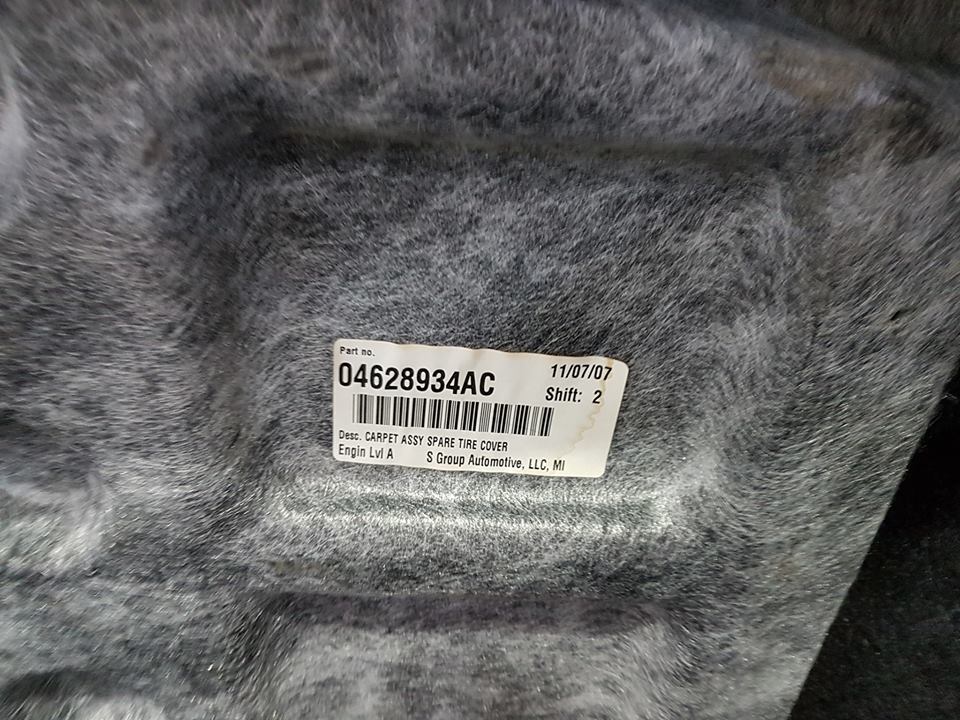 Part no.
04628934AC
11/07/07
Shift: 2
Desc. CARPET ASSY SPARE TIRE COVER
Engin Lvl A S Group Automotive, LLC, MI